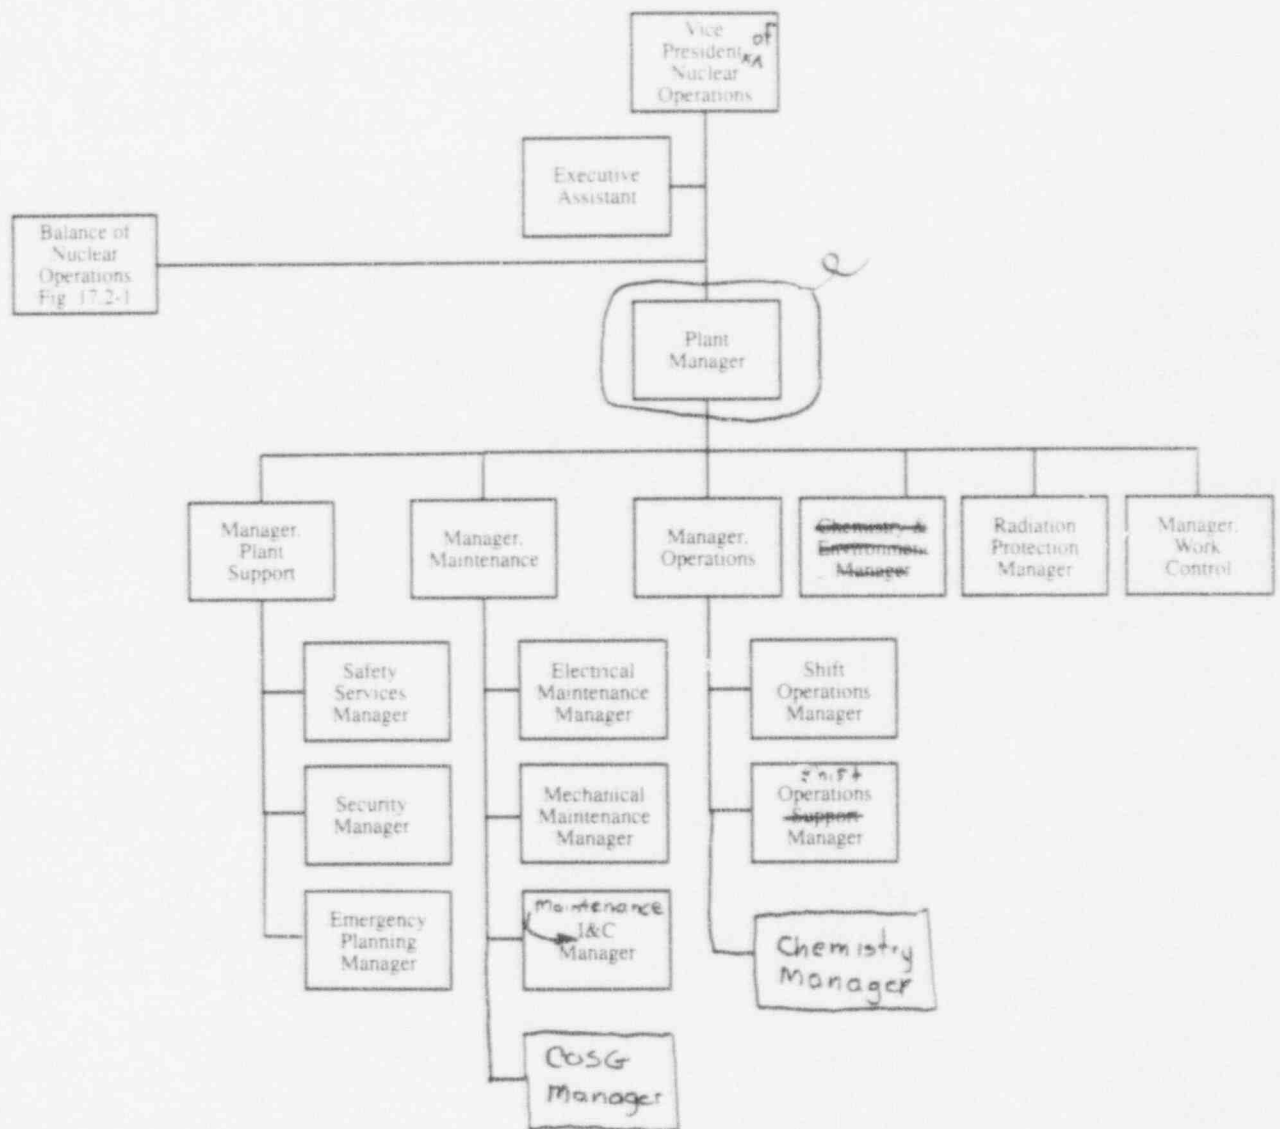 Vice of
President,
Nuclear
Operations
Executive
Assistant
Balance of
Nuclear
Operations
Fig. 17.2-1
Plant
Manager
Manager,
Plant
Support
Manager,
Maintenance
Manager,
Operations
Chemistry &
Environment
Manager
Radiation
Protection
Manager
Manager,
Work
Control
Safety
Services
Manager
Electrical
Maintenance
Manager
Shift
Operations
Manager
Security
Manager
Mechanical
Maintenance
Manager
shift
Operations
Support
Manager
Emergency
Planning
Manager
Maintenance
I&C
Manager
Chemistry
Manager
COSG
Manager